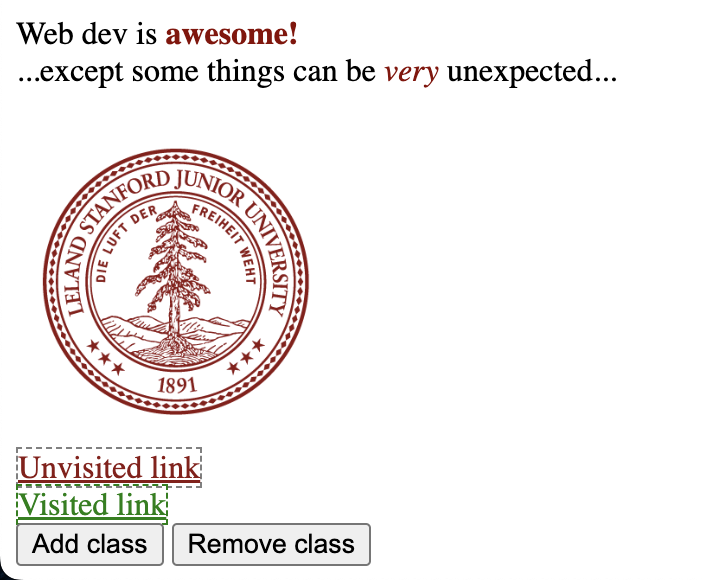 Web dev is awesome!
...except some things can be very unexpected...
LELAND STANFORD JUNIOR UNIVERSITY
DIE LUFT DER FREIHEIT WEHT
1891
Unvisited link
Visited link
Add class Remove class